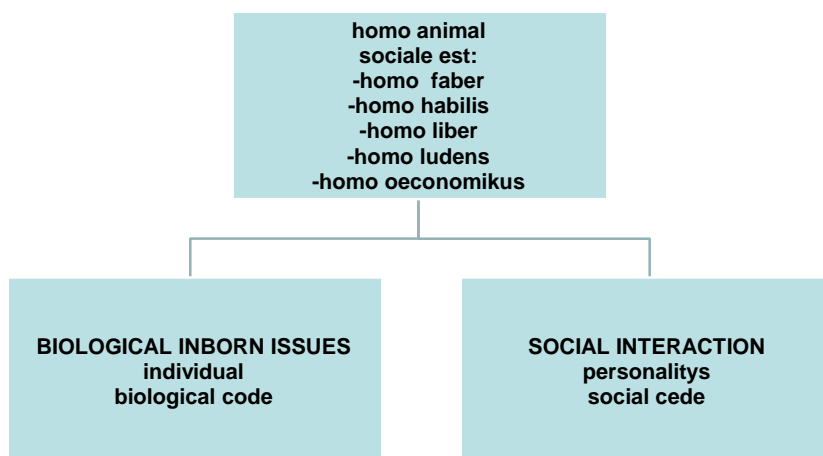 homo animal
sociale est:
-homo  faber
-homo habilis
-homo liber
-homo ludens
-homo oeconomikus
BIOLOGICAL INBORN ISSUES
individual
biological code
SOCIAL INTERACTION
personalitys
social cede